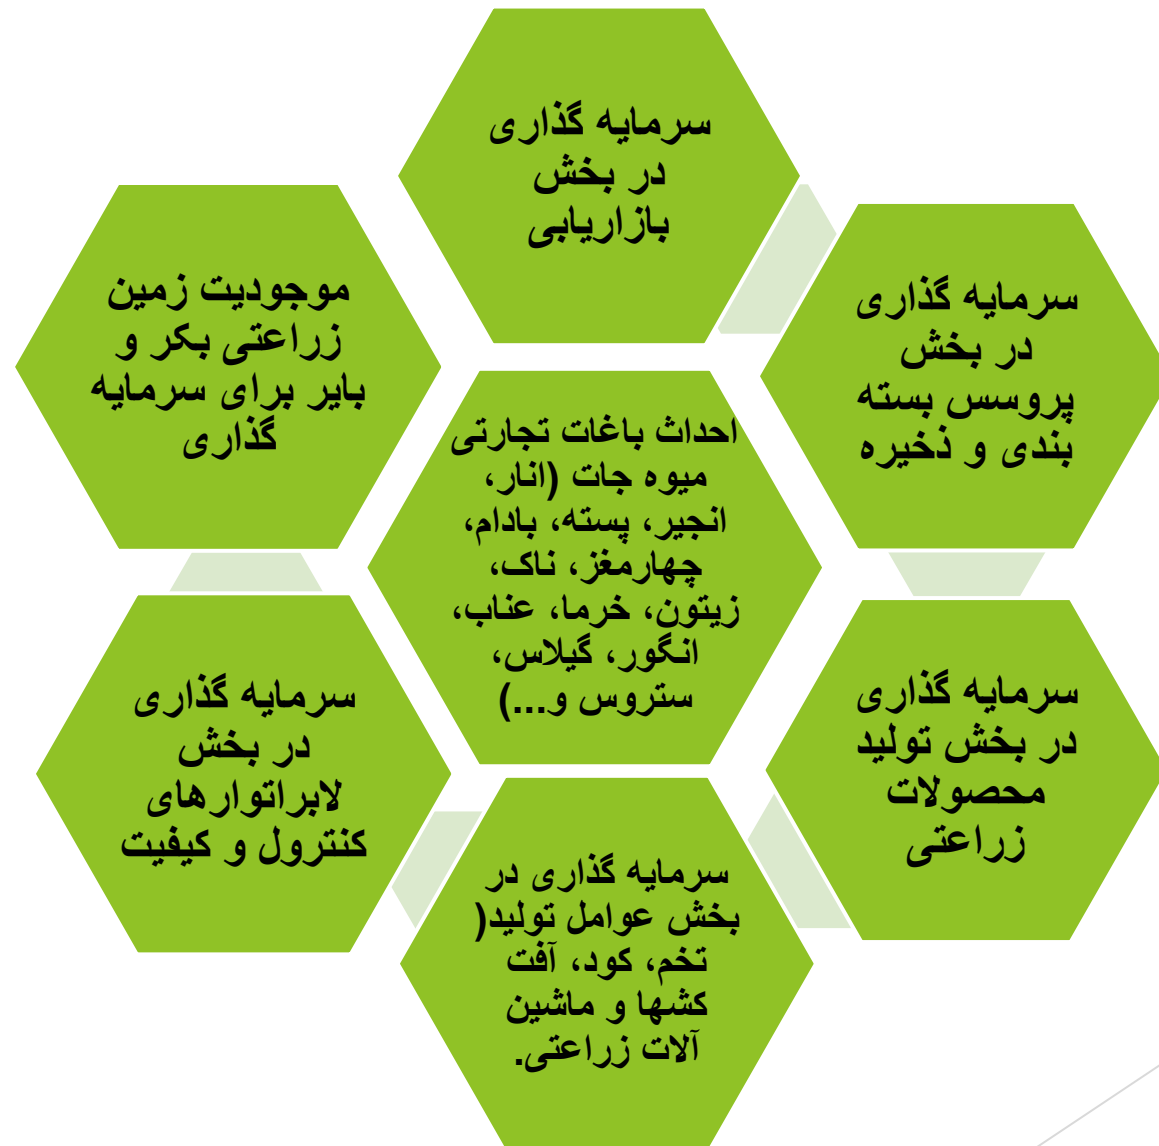 سرمایه گذاری
در بخش
بازاریابی
سرمایه گذاری
در بخش
پروسس بسته
بندی و ذخیره
موجودیت زمین
زراعتی بکر و
بایر برای سرمایه
گذاری
احداث باغات تجارتی
میوه جات (انار،
انجیر، پسته، بادام،
چهارمغز، ناک،
زیتون، خرما، عناب،
انگور، گیلاس،
ستروس و...)
سرمایه گذاری
در بخش تولید
محصولات
زراعتی
سرمایه گذاری
در بخش
لابراتوارهای
کنترول و کیفیت
سرمایه گذاری در
بخش عوامل تولید(
تخم، کود، آفت
کشها و ماشین
آلات زراعتی.